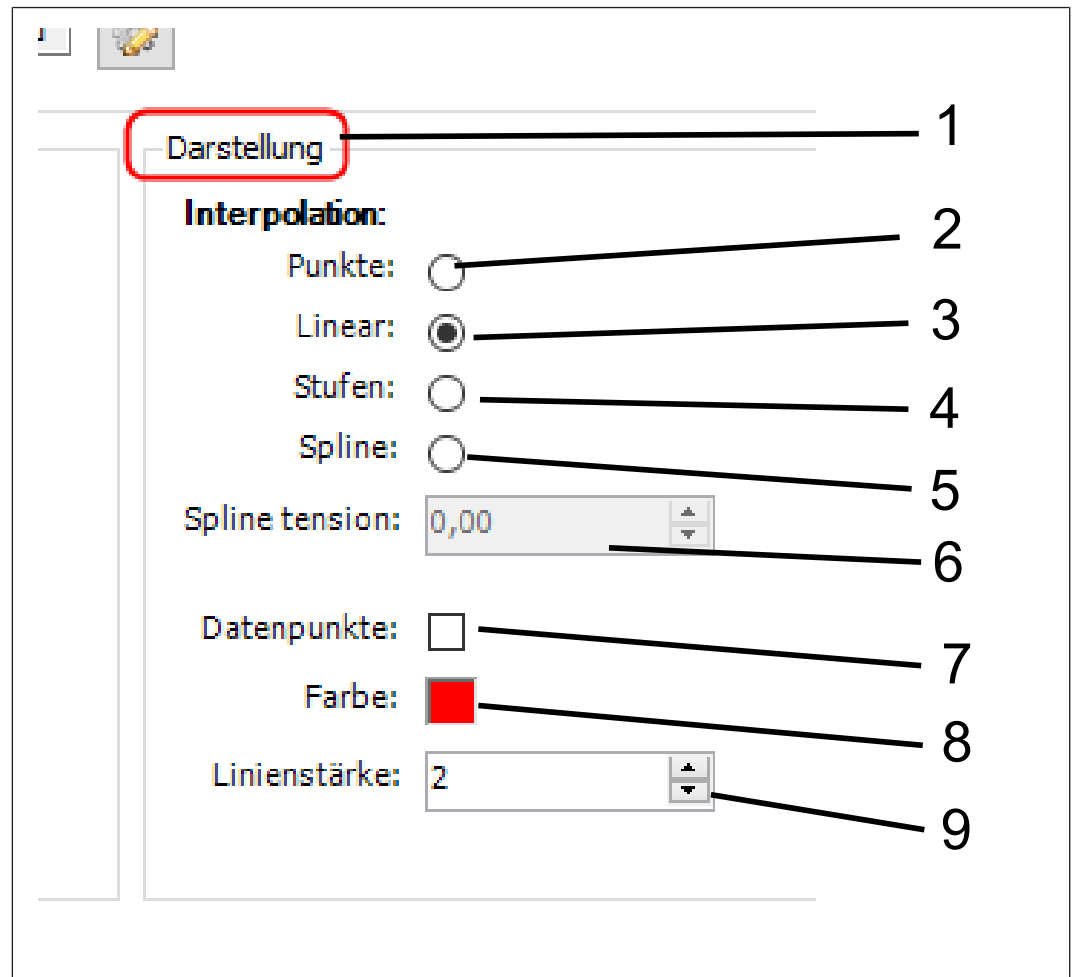 Darstellung 1
Interpolation:
Punkte: 2
Linear: 3
Stufen: 4
Spline: 5
Spline tension: 0,00 6
Datenpunkte: 7
Farbe: 8
Linienstärke: 2 9